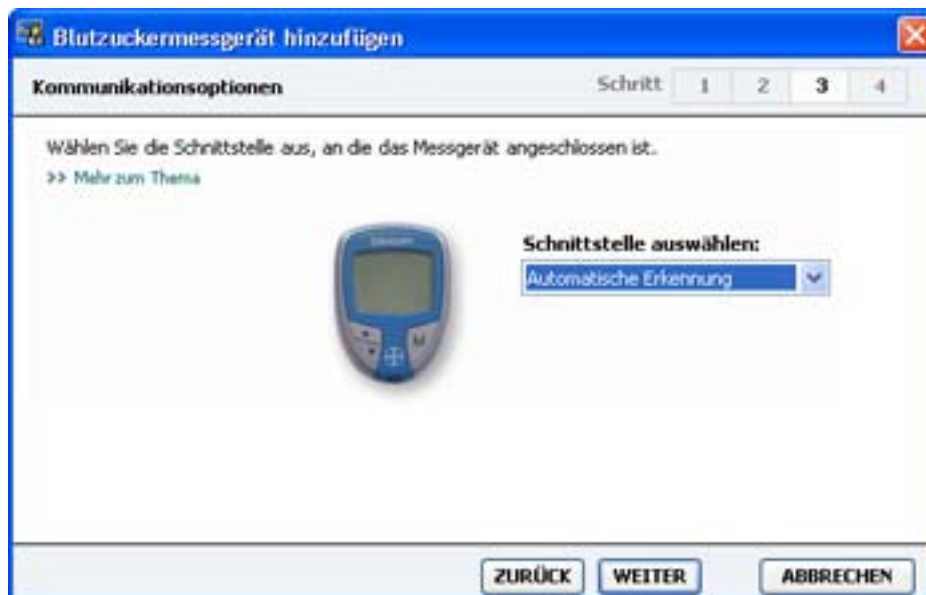 Blutzuckermessgerät hinzufügen
Kommunikationsoptionen Schritt 1 2 3 4
Wählen Sie die Schnittstelle aus, an die das Messgerät angeschlossen ist.
>> Mehr zum Thema
Schnittstelle auswählen:
Automatische Erkennung
ZURÜCK WEITER ABBRECHEN